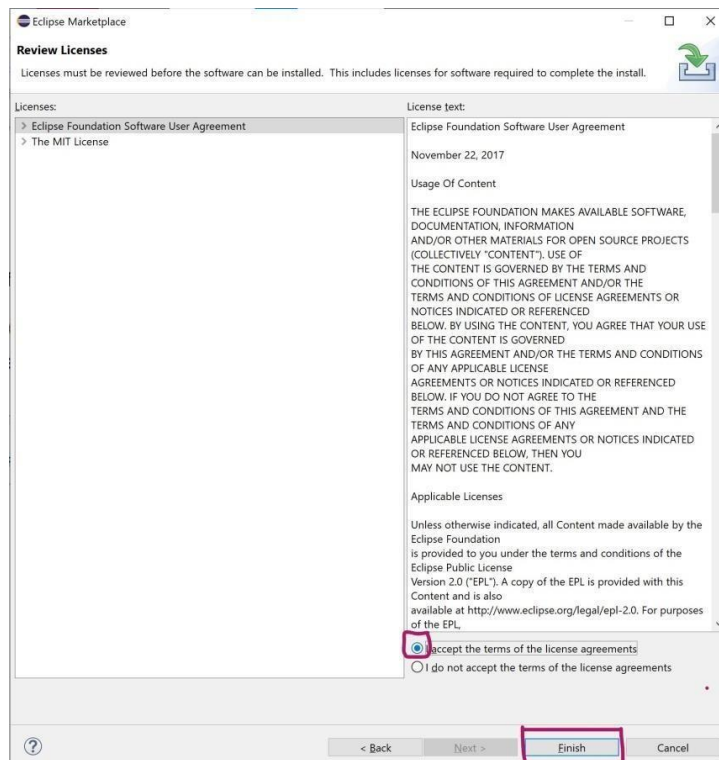 Eclipse Marketplace
Review Licenses
Licenses must be reviewed before the software can be installed. This includes licenses for software required to complete the install.
Licenses:
Eclipse Foundation Software User Agreement
The MIT License
License text:
Eclipse Foundation Software User Agreement
November 22, 2017
Usage Of Content
THE ECLIPSE FOUNDATION MAKES AVAILABLE SOFTWARE,
DOCUMENTATION, INFORMATION
AND/OR OTHER MATERIALS FOR OPEN SOURCE PROJECTS
(COLLECTIVELY "CONTENT"). USE OF
THE CONTENT IS GOVERNED BY THE TERMS AND
CONDITIONS OF THIS AGREEMENT AND/OR THE
TERMS AND CONDITIONS OF LICENSE AGREEMENTS OR
NOTICES INDICATED OR REFERENCED
BELOW. BY USING THE CONTENT, YOU AGREE THAT YOUR USE
OF THE CONTENT IS GOVERNED
BY THIS AGREEMENT AND/OR THE TERMS AND CONDITIONS
OF ANY APPLICABLE LICENSE
AGREEMENTS OR NOTICES INDICATED OR REFERENCED
BELOW. IF YOU DO NOT AGREE TO THE
TERMS AND CONDITIONS OF THIS AGREEMENT AND THE
TERMS AND CONDITIONS OF ANY
APPLICABLE LICENSE AGREEMENTS OR NOTICES INDICATED
OR REFERENCED BELOW, THEN YOU
MAY NOT USE THE CONTENT.
Applicable Licenses
Unless otherwise indicated, all Content made available by the
Eclipse Foundation
is provided to you under the terms and conditions of the
Eclipse Public License
Version 2.0 ("EPL"). A copy of the EPL is provided with this
Content and is also
available at http://www.eclipse.org/legal/epl-2.0. For purposes
of the EPL,
I accept the terms of the license agreements
I do not accept the terms of the license agreements
< Back
Next >
Finish
Cancel